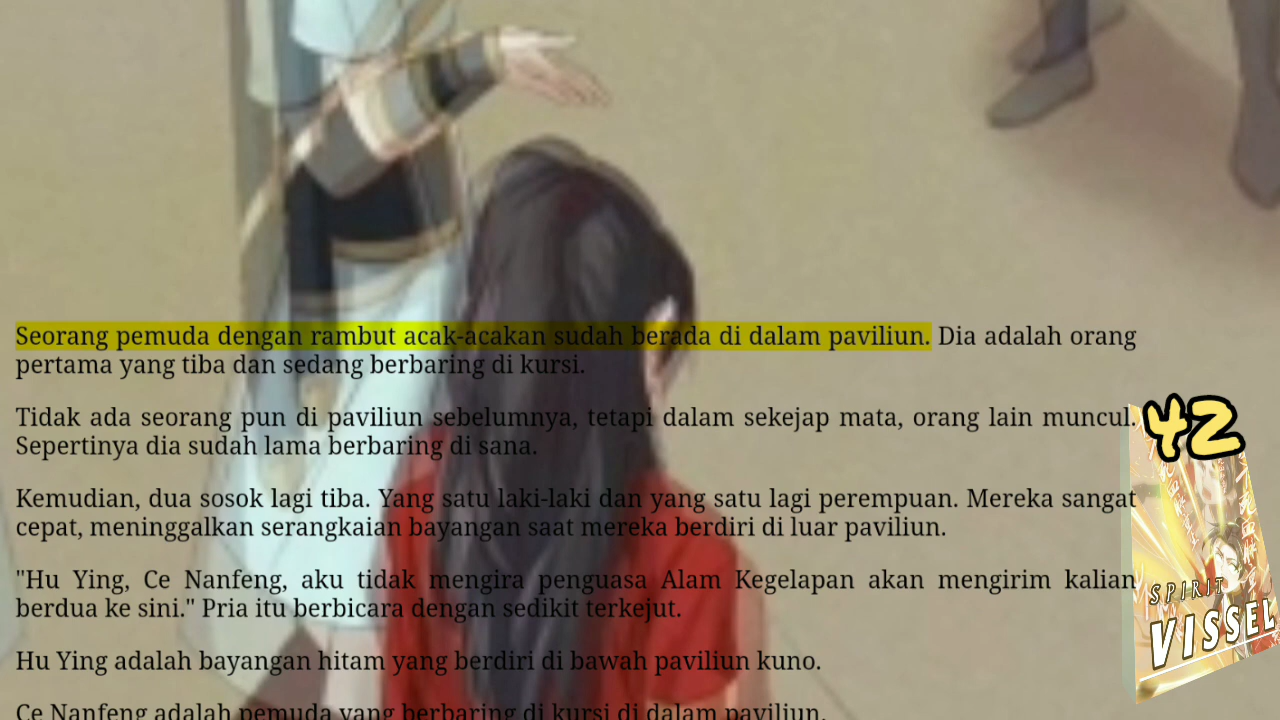 Seorang pemuda dengan rambut acak-acakan sudah berada di dalam paviliun. Dia adalah orang
pertama yang tiba dan sedang berbaring di kursi.
Tidak ada seorang pun di paviliun sebelumnya, tetapi dalam sekejap mata, orang lain muncul.
Sepertinya dia sudah lama berbaring di sana.
Kemudian, dua sosok lagi tiba. Yang satu laki-laki dan yang satu lagi perempuan. Mereka sangat
cepat, meninggalkan serangkaian bayangan saat mereka berdiri di luar paviliun.
"Hu Ying, Ce Nanfeng, aku tidak mengira penguasa Alam Kegelapan akan mengirim kalian
berdua ke sini." Pria itu berbicara dengan sedikit terkejut.
Hu Ying adalah bayangan hitam yang berdiri di bawah paviliun kuno.
Ce Nanfeng adalah pemuda yang berbaring di kursi di dalam paviliun.
42
SPIRIT
VISSEL